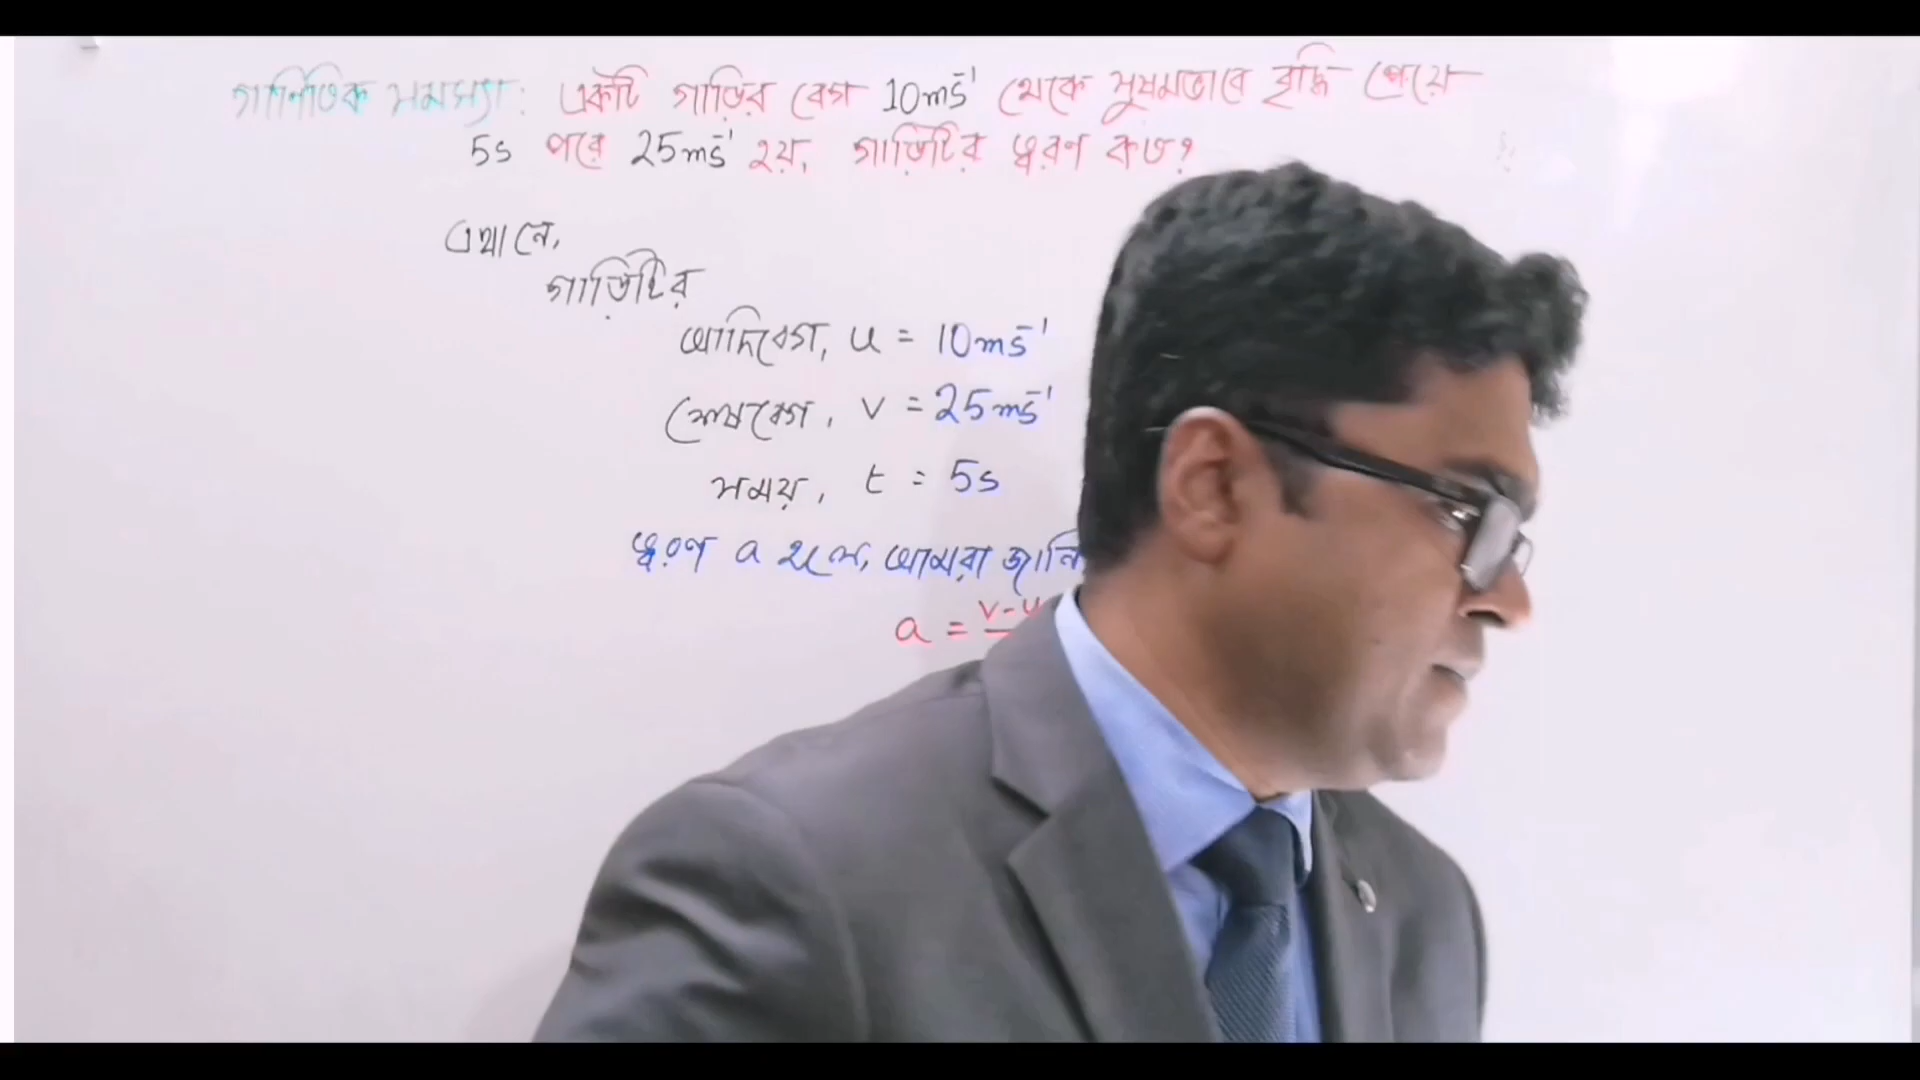 গাণিতিক সমস্যা: একটি গাড়ির বেগ 10ms⁻¹ থেকে সুষমভাবে বৃদ্ধি পেয়ে
5s পরে 25ms⁻¹ হয়, গাড়িটির ত্বরণ কত?
এখানে,
গাড়িটির
আদিবেগ, u = 10ms⁻¹
শেষবেগ, v = 25ms⁻¹
সময়, t = 5s
ত্বরণ a হলে, আমরা জানি
a = v-u